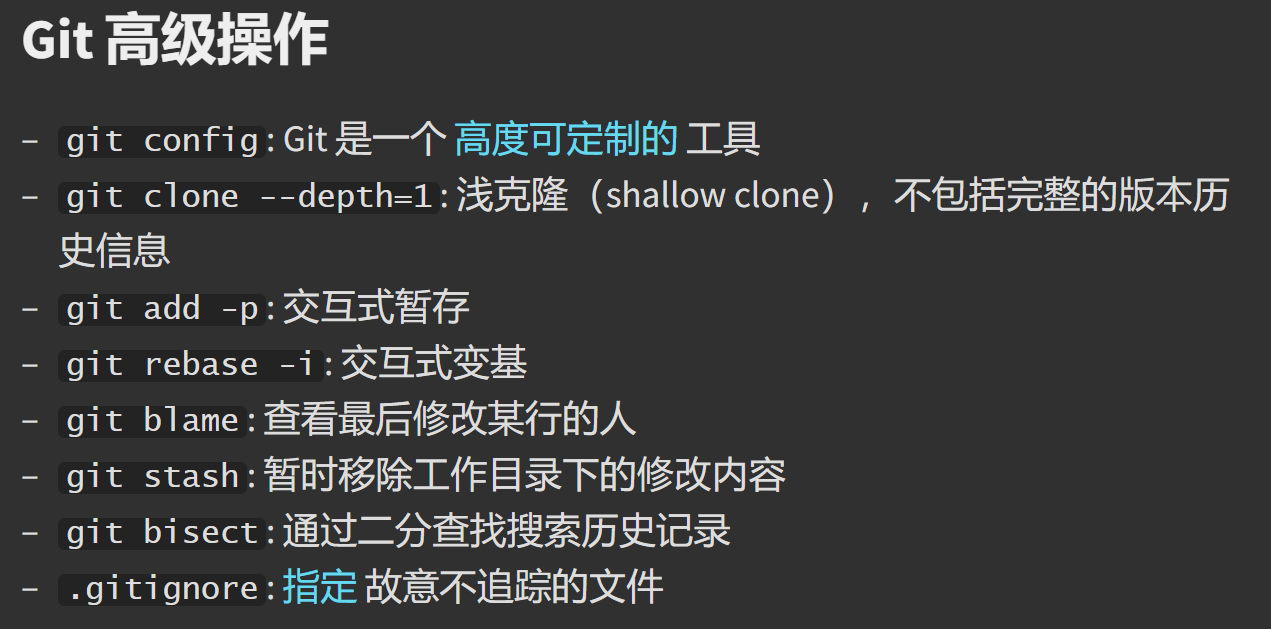 Git 高级操作
- git config: Git 是一个 高度可定制的 工具
- git clone --depth=1: 浅克隆（shallow clone），不包括完整的版本历
史信息
- git add -p: 交互式暂存
- git rebase -i: 交互式变基
- git blame: 查看最后修改某行的人
- git stash: 暂时移除工作目录下的修改内容
- git bisect: 通过二分查找搜索历史记录
- .gitignore: 指定 故意不追踪的文件